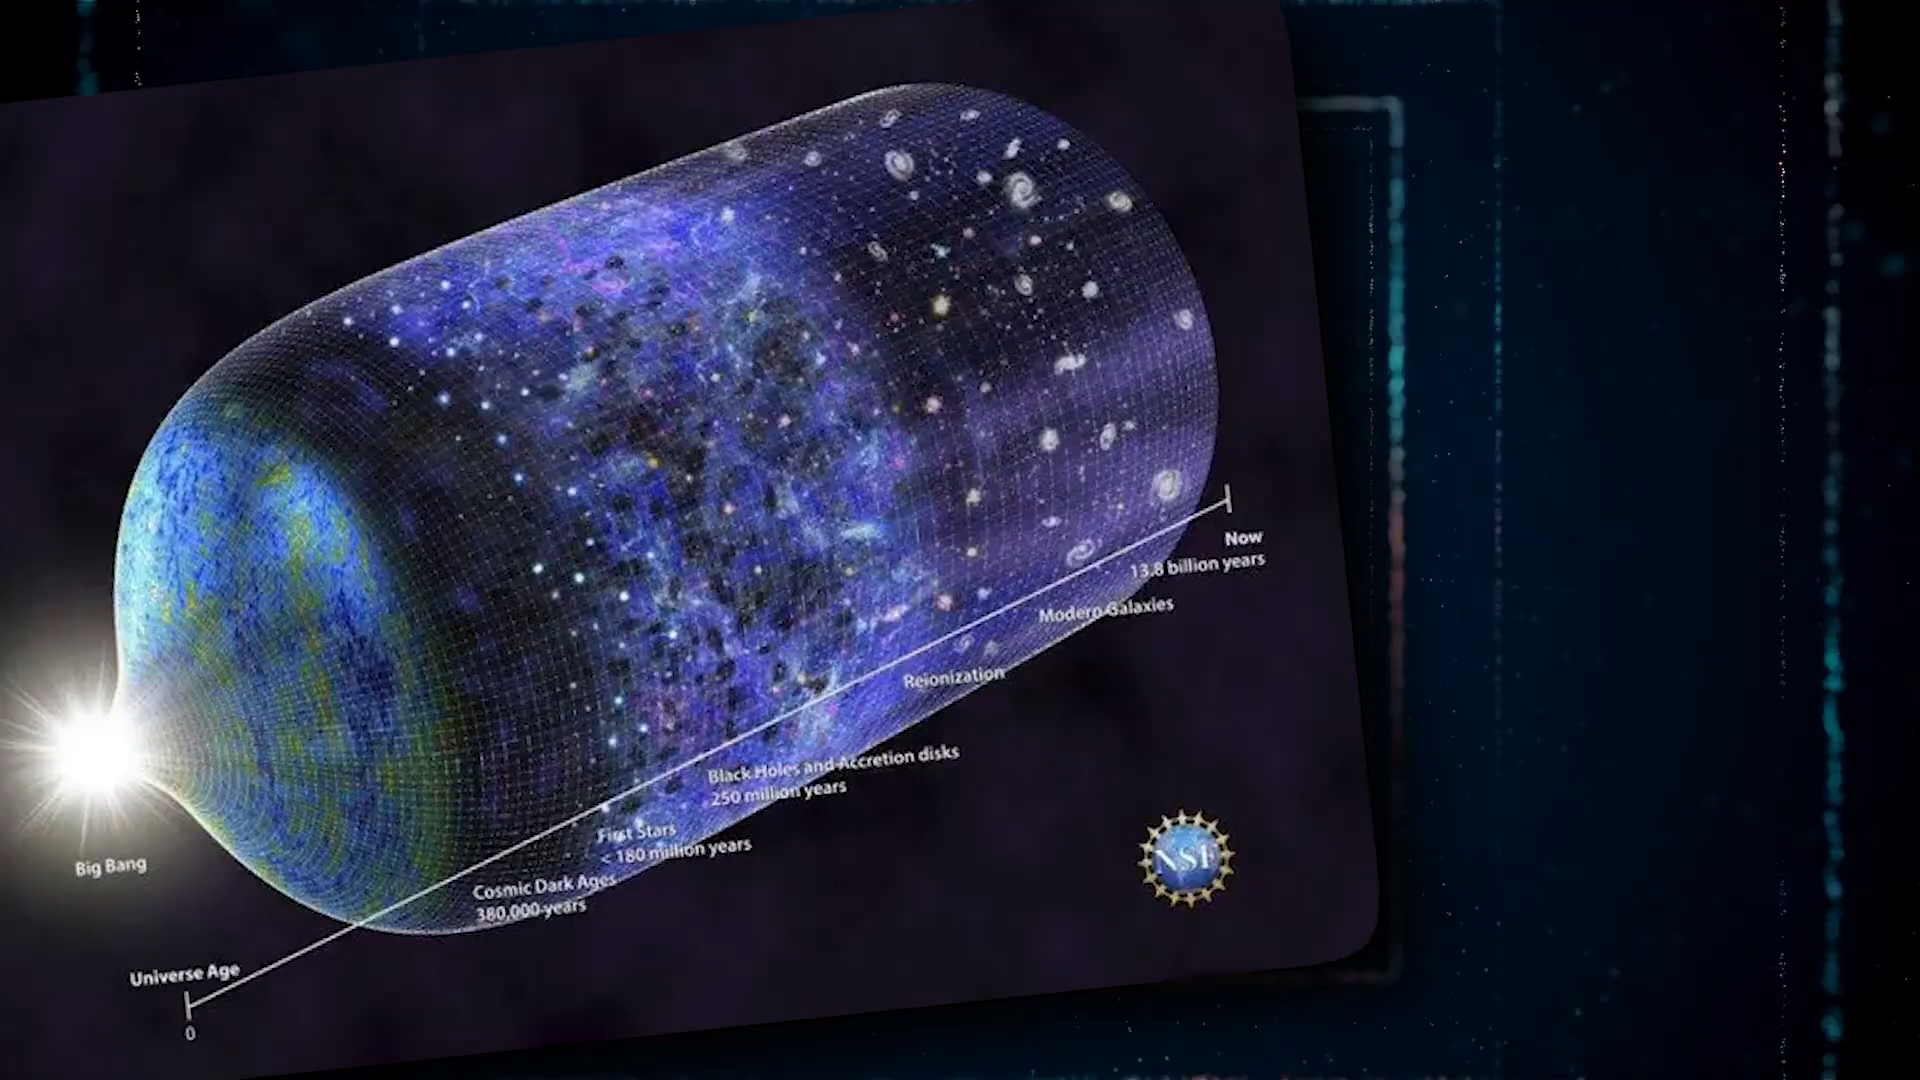 Now
13.8 billion years
Modern Galaxies
Reionization
Black Holes and Accretion disks
250 million years
First Stars
< 180 million years
Cosmic Dark Ages
380,000 years
Big Bang
Universe Age
0
NSF